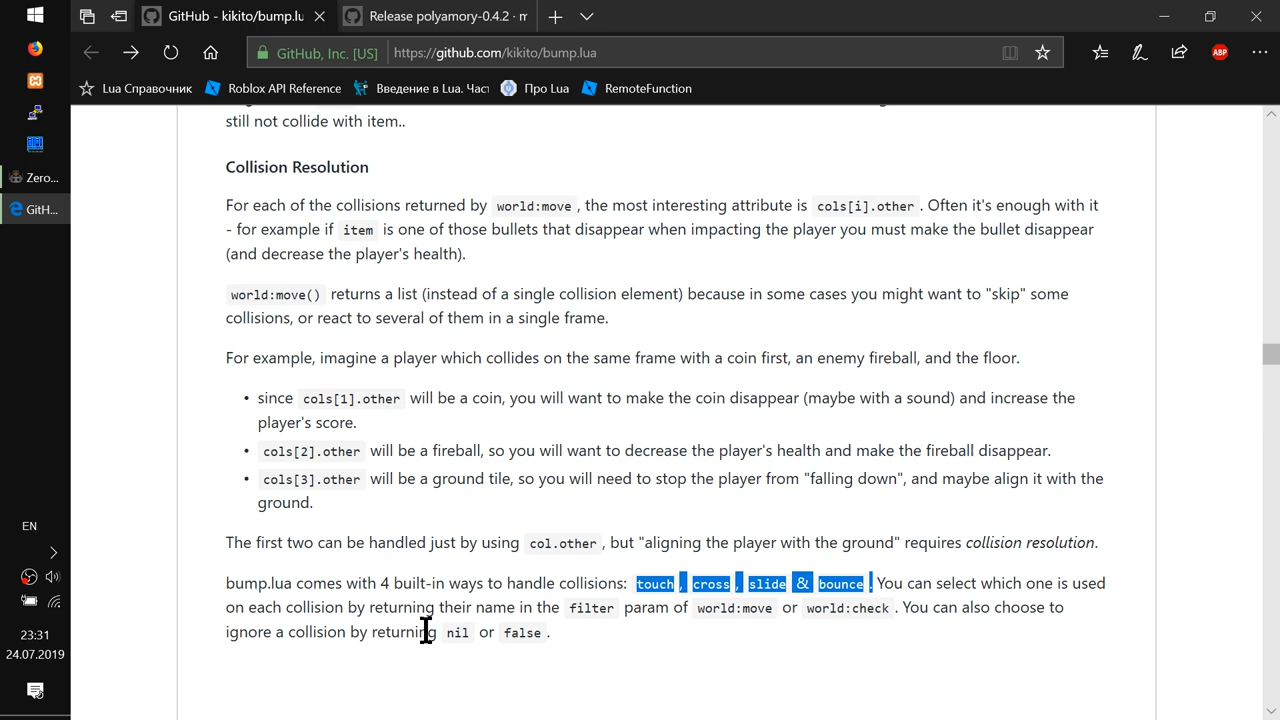 GitHub - kikito/bump.lu
Release polyamory-0.4.2 · m
GitHub, Inc. [US]
https://github.com/kikito/bump.lua
ABP
Lua Справочник
Roblox API Reference
Введение в Lua. Част
Про Lua
RemoteFunction
Zero...
GitH...
still not collide with item..
Collision Resolution
For each of the collisions returned by world:move, the most interesting attribute is cols[i].other. Often it's enough with it
- for example if item is one of those bullets that disappear when impacting the player you must make the bullet disappear
(and decrease the player's health).
world:move() returns a list (instead of a single collision element) because in some cases you might want to "skip" some
collisions, or react to several of them in a single frame.
For example, imagine a player which collides on the same frame with a coin first, an enemy fireball, and the floor.
• since cols[1].other will be a coin, you will want to make the coin disappear (maybe with a sound) and increase the
player's score.
• cols[2].other will be a fireball, so you will want to decrease the player's health and make the fireball disappear.
• cols[3].other will be a ground tile, so you will need to stop the player from "falling down", and maybe align it with the
ground.
The first two can be handled just by using col.other, but "aligning the player with the ground" requires collision resolution.
bump.lua comes with 4 built-in ways to handle collisions: touch, cross, slide & bounce. You can select which one is used
on each collision by returning their name in the filter param of world:move or world:check. You can also choose to
ignore a collision by returning nil or false.
EN
23:31
24.07.2019